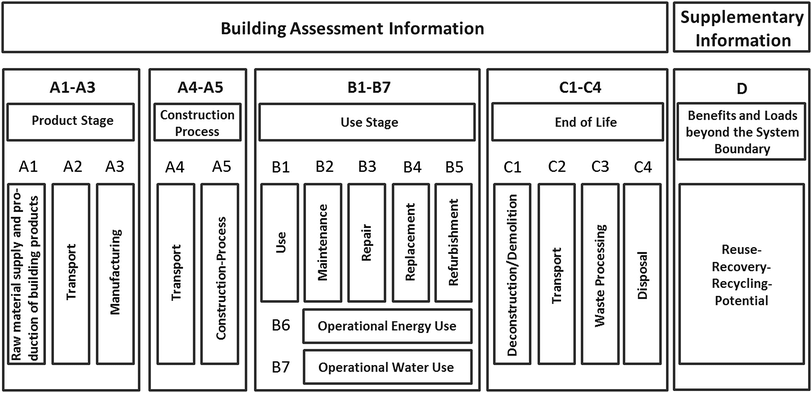 Building Assessment Information
Supplementary
Information
A1-A3
Product Stage
A1
A2
A3
Raw material supply and pro-
duction of building products
Transport
Manufacturing
A4-A5
Construction
Process
A4
A5
Transport
Construction-Process
B1-B7
Use Stage
B1
B2
B3
B4
B5
Use
Maintenance
Repair
Replacement
Refurbishment
B6
Operational Energy Use
B7
Operational Water Use
C1-C4
End of Life
C1
C2
C3
C4
Deconstruction/Demolition
Transport
Waste Processing
Disposal
D
Benefits and Loads
beyond the System
Boundary
Reuse-
Recovery-
Recycling-
Potential